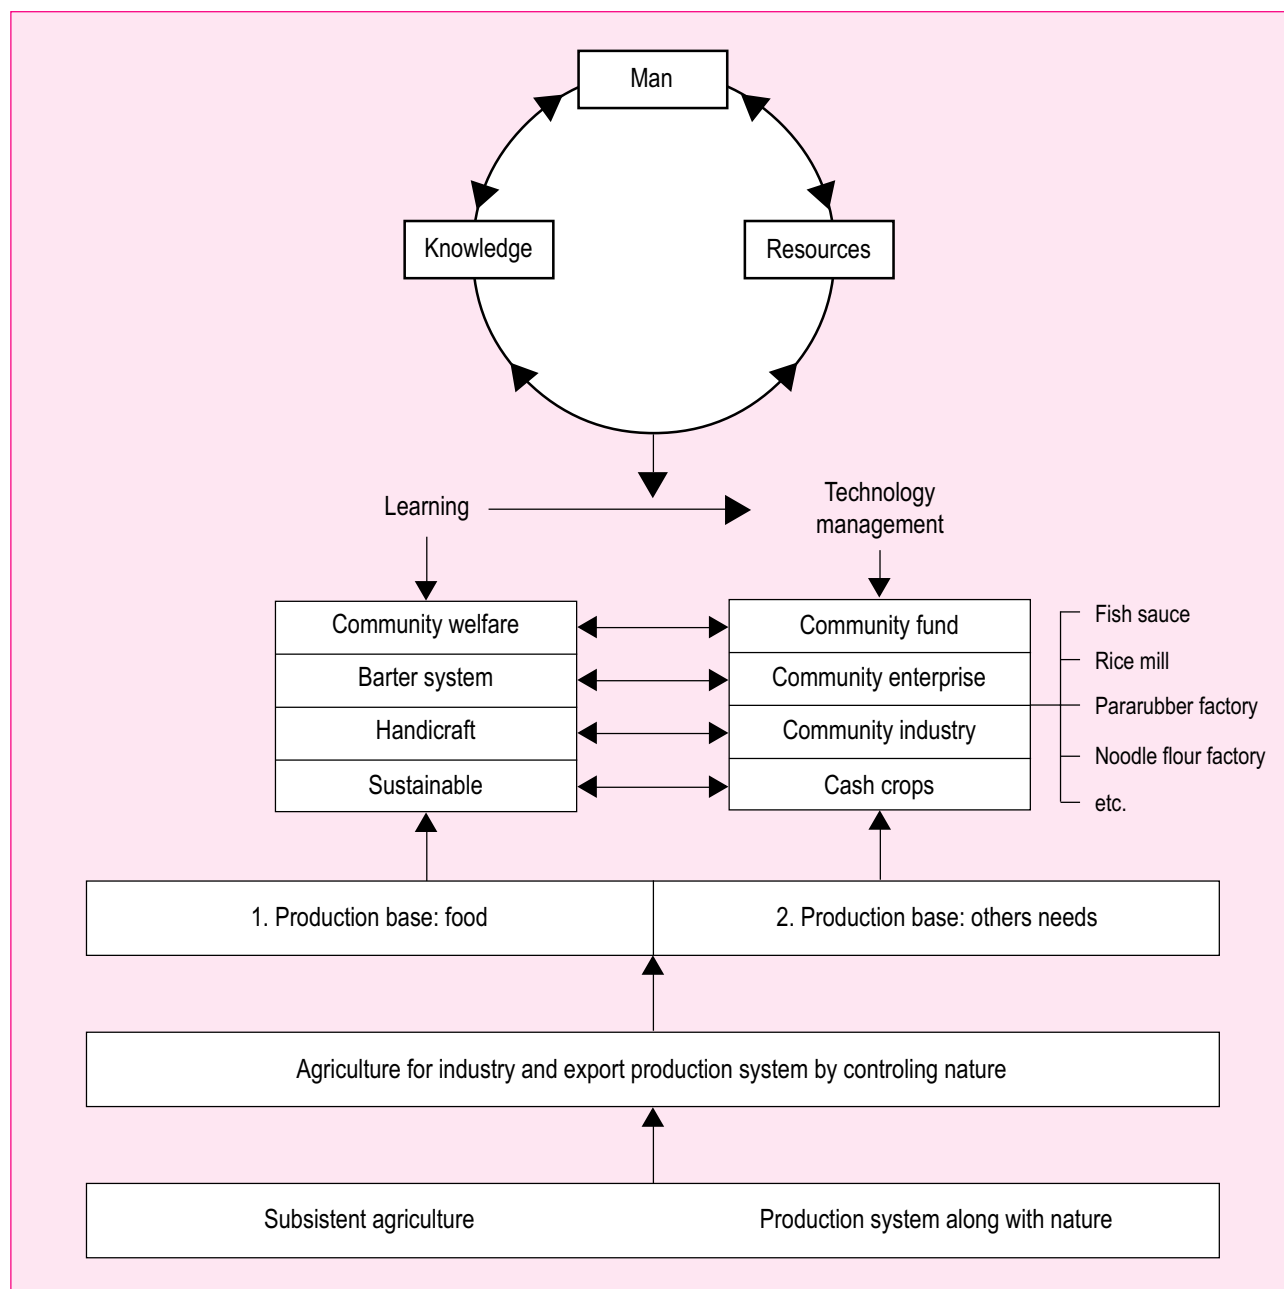 Man
Knowledge
Resources
Learning
Technology
management
Community welfare
Barter system
Handicraft
Sustainable
Community fund
Community enterprise
Community industry
Cash crops
Fish sauce
Rice mill
Pararubber factory
Noodle flour factory
etc.
1. Production base: food
2. Production base: others needs
Agriculture for industry and export production system by controling nature
Subsistent agriculture
Production system along with nature